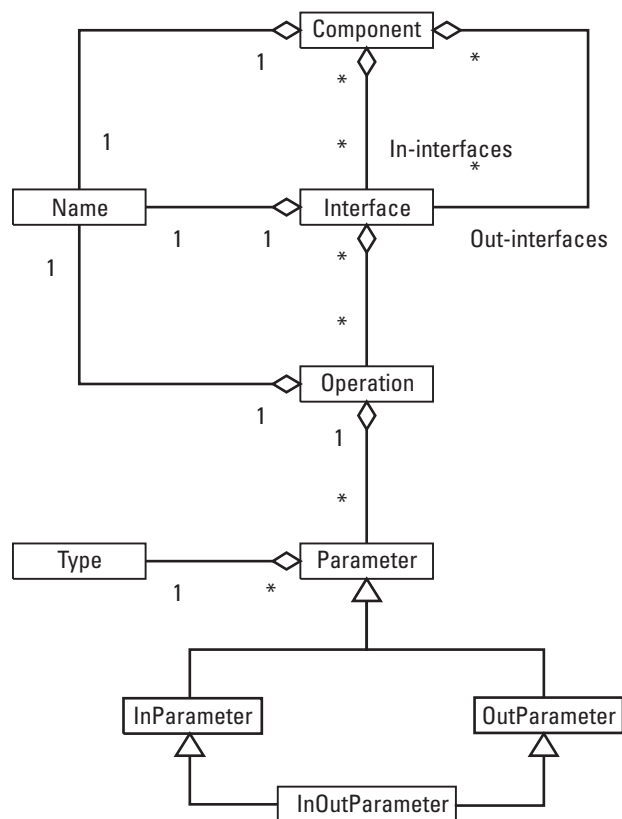 Component
1
*
*
1
*
In-interfaces
*
Name
Interface
1
1
1
*
Out-interfaces
*
Operation
1
1
*
Type
Parameter
1
*
InParameter
OutParameter
InOutParameter